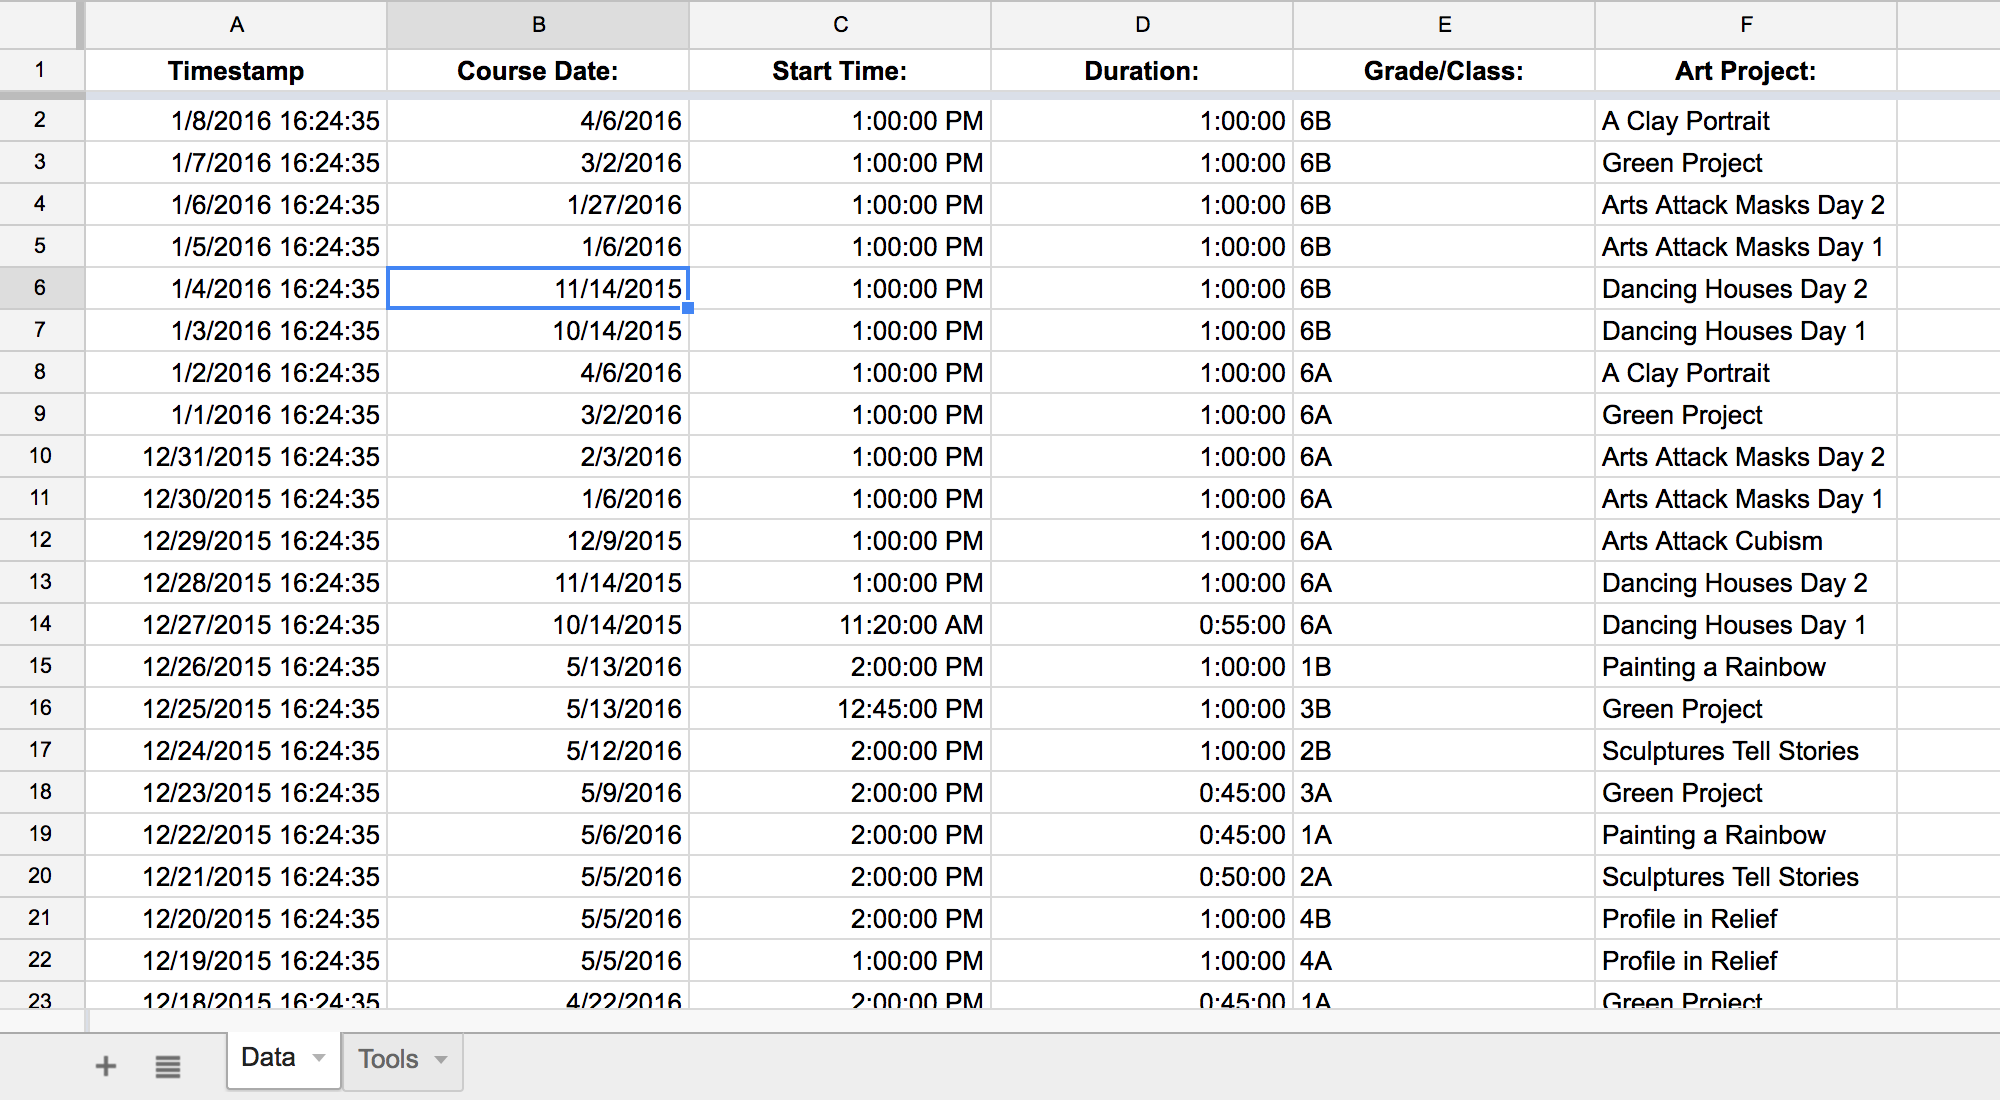 A B C D E F
1 Timestamp Course Date: Start Time: Duration: Grade/Class: Art Project:
2 1/8/2016 16:24:35 4/6/2016 1:00:00 PM 1:00:00 6B A Clay Portrait
3 1/7/2016 16:24:35 3/2/2016 1:00:00 PM 1:00:00 6B Green Project
4 1/6/2016 16:24:35 1/27/2016 1:00:00 PM 1:00:00 6B Arts Attack Masks Day 2
5 1/5/2016 16:24:35 1/6/2016 1:00:00 PM 1:00:00 6B Arts Attack Masks Day 1
6 1/4/2016 16:24:35 11/14/2015 1:00:00 PM 1:00:00 6B Dancing Houses Day 2
7 1/3/2016 16:24:35 10/14/2015 1:00:00 PM 1:00:00 6B Dancing Houses Day 1
8 1/2/2016 16:24:35 4/6/2016 1:00:00 PM 1:00:00 6A A Clay Portrait
9 1/1/2016 16:24:35 3/2/2016 1:00:00 PM 1:00:00 6A Green Project
10 12/31/2015 16:24:35 2/3/2016 1:00:00 PM 1:00:00 6A Arts Attack Masks Day 2
11 12/30/2015 16:24:35 1/6/2016 1:00:00 PM 1:00:00 6A Arts Attack Masks Day 1
12 12/29/2015 16:24:35 12/9/2015 1:00:00 PM 1:00:00 6A Arts Attack Cubism
13 12/28/2015 16:24:35 11/14/2015 1:00:00 PM 1:00:00 6A Dancing Houses Day 2
14 12/27/2015 16:24:35 10/14/2015 11:20:00 AM 0:55:00 6A Dancing Houses Day 1
15 12/26/2015 16:24:35 5/13/2016 2:00:00 PM 1:00:00 1B Painting a Rainbow
16 12/25/2015 16:24:35 5/13/2016 12:45:00 PM 1:00:00 3B Green Project
17 12/24/2015 16:24:35 5/12/2016 2:00:00 PM 1:00:00 2B Sculptures Tell Stories
18 12/23/2015 16:24:35 5/9/2016 2:00:00 PM 0:45:00 3A Green Project
19 12/22/2015 16:24:35 5/6/2016 2:00:00 PM 0:45:00 1A Painting a Rainbow
20 12/21/2015 16:24:35 5/5/2016 2:00:00 PM 0:50:00 2A Sculptures Tell Stories
21 12/20/2015 16:24:35 5/5/2016 2:00:00 PM 1:00:00 4B Profile in Relief
22 12/19/2015 16:24:35 5/5/2016 1:00:00 PM 1:00:00 4A Profile in Relief
23 12/18/2015 16:24:35 4/22/2016 2:00:00 PM 0:45:00 1A Green Project
Data Tools